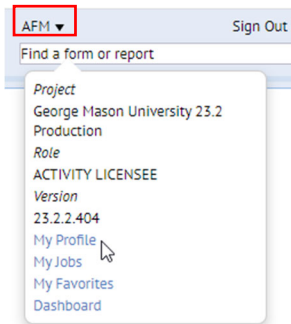 AFM ▼ Sign Out
Find a form or report
Project
George Mason University 23.2
Production
Role
ACTIVITY LICENSEE
Version
23.2.2.404
My Profile
My Jobs
My Favorites
Dashboard